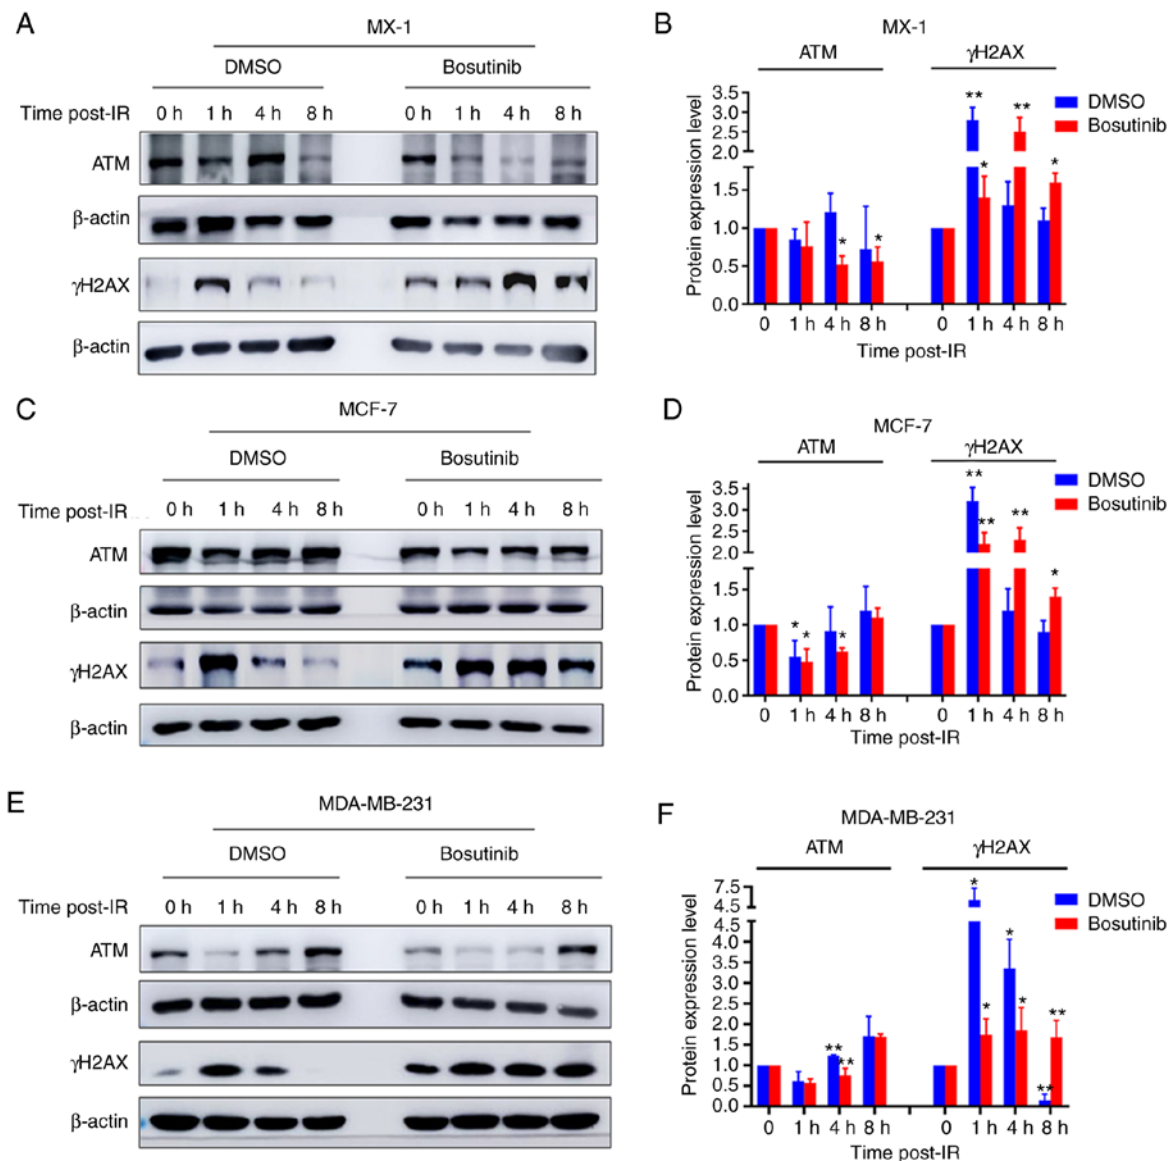 A
MX-1
DMSO Bosutinib
Time post-IR 0 h 1 h 4 h 8 h 0 h 1 h 4 h 8 h
ATM
β-actin
γH2AX
β-actin
B
MX-1
ATM γH2AX
DMSO
Bosutinib
Protein expression level
3.5
3.0
2.5
2.0
1.5
1.0
0.5
0.0
** * ** *
* *
0 1 h 4 h 8 h 0 1 h 4 h 8 h
Time post-IR
C
MCF-7
DMSO Bosutinib
Time post-IR 0 h 1 h 4 h 8 h 0 h 1 h 4 h 8 h
ATM
β-actin
γH2AX
β-actin
D
MCF-7
ATM γH2AX
DMSO
Bosutinib
Protein expression level
3.5
3.0
2.5
2.0
1.5
1.0
0.5
0.0
** ** ** *
* * *
0 1 h 4 h 8 h 0 1 h 4 h 8 h
Time post-IR
E
MDA-MB-231
DMSO Bosutinib
Time post-IR 0 h 1 h 4 h 8 h 0 h 1 h 4 h 8 h
ATM
β-actin
γH2AX
β-actin
F
MDA-MB-231
ATM γH2AX
DMSO
Bosutinib
Protein expression level
7.5
4.5
4.5
4.0
3.5
3.0
2.5
2.0
1.5
1.0
0.5
0.0
** ** * * * * ** **
0 1 h 4 h 8 h 0 1 h 4 h 8 h
Time post-IR